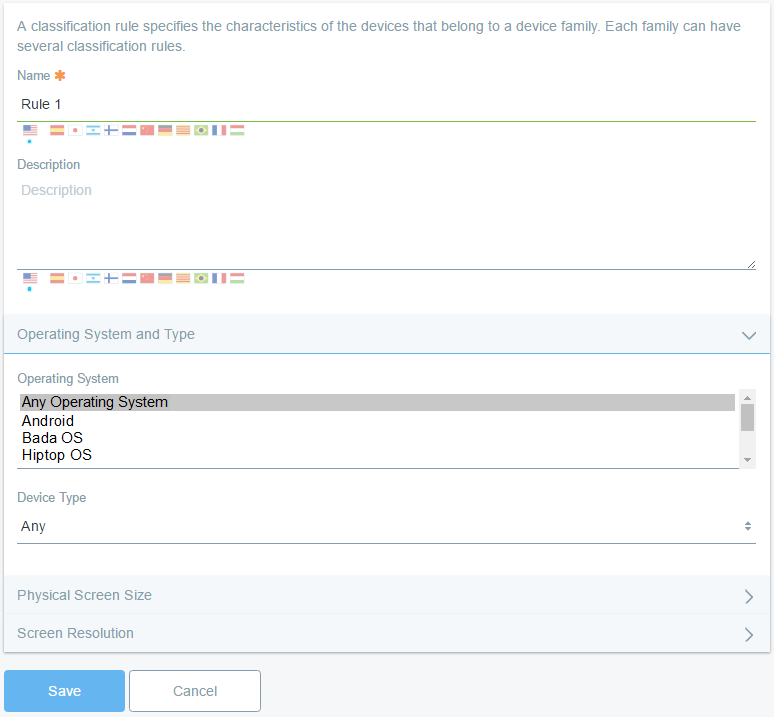 A classification rule specifies the characteristics of the devices that belong to a device family. Each family can have
several classification rules.
Name ✱
Rule 1
Description
Description
Operating System and Type
Operating System
Any Operating System
Android
Bada OS
Hiptop OS
Device Type
Any
Physical Screen Size
Screen Resolution
Save
Cancel